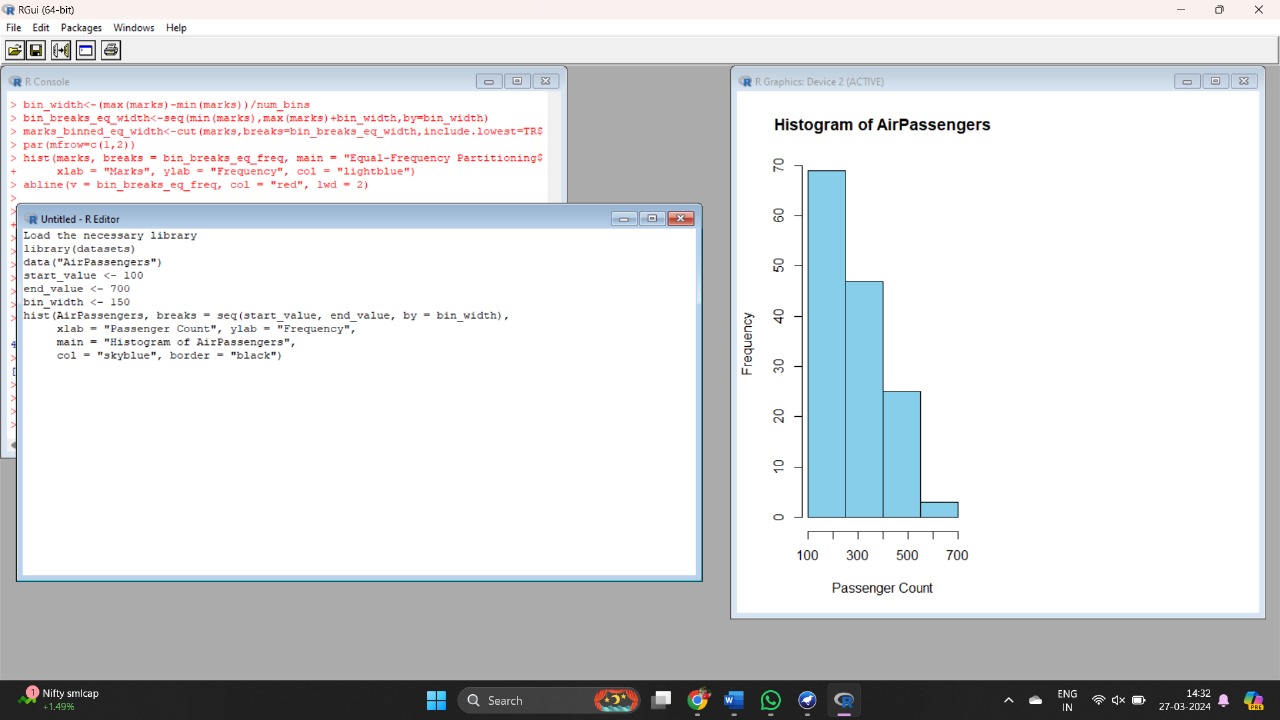 RGui (64-bit)
File Edit Packages Windows Help
R Console
> bin_width<-(max(marks)-min(marks))/num_bins
> bin_breaks_eq_width<-seq(min(marks),max(marks)+bin_width,by=bin_width)
> marks_binned_eq_width<-cut(marks,breaks=bin_breaks_eq_width,include.lowest=TR$
> par(mfrow=c(1,2))
> hist(marks, breaks = bin_breaks_eq_freq, main = "Equal-Frequency Partitioning$
+ xlab = "Marks", ylab = "Frequency", col = "lightblue")
> abline(v = bin_breaks_eq_freq, col = "red", lwd = 2)
>
Untitled - R Editor
Load the necessary library
library(datasets)
data("AirPassengers")
start_value <- 100
end_value <- 700
bin_width <- 150
hist(AirPassengers, breaks = seq(start_value, end_value, by = bin_width),
xlab = "Passenger Count", ylab = "Frequency",
main = "Histogram of AirPassengers",
col = "skyblue", border = "black")
R Graphics: Device 2 (ACTIVE)
Histogram of AirPassengers
Frequency
70
60
50
40
30
20
10
0
100 300 500 700
Passenger Count
1
Nifty smlcap
+1.49%
Search
ENG
IN
14:32
27-03-2024